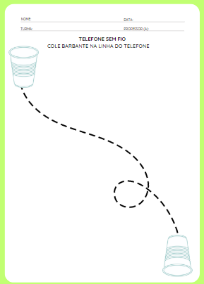 NOME: DATA:
TURMA:
TELEFONE SEM FIO
COLE BARBANTE NA LINHA DO TELEFONE